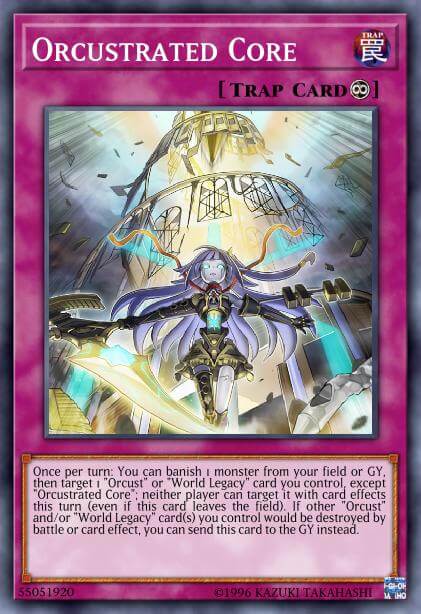 ORCUSTRATED CORE
TRAP
罠
[TRAP CARD]
Once per turn: You can banish 1 monster from your field or GY,
then target 1 "Orcust" or "World Legacy" card you control, except
"Orcustrated Core"; neither player can target it with card effects
this turn (even if this card leaves the field). If other "Orcust"
and/or "World Legacy" card(s) you control would be destroyed by
battle or card effect, you can send this card to the GY instead.
55051920
©1996 KAZUKI TAKAHASHI